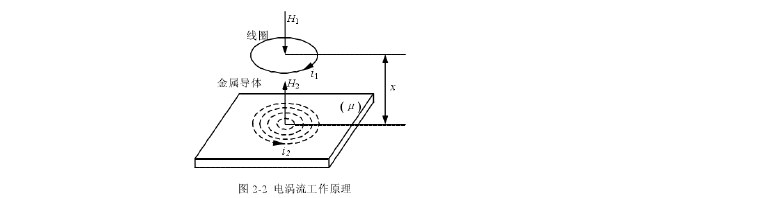 H1
线圈
i1
金属导体
H2
x
(μ)
i2
图 2-2 电涡流工作原理